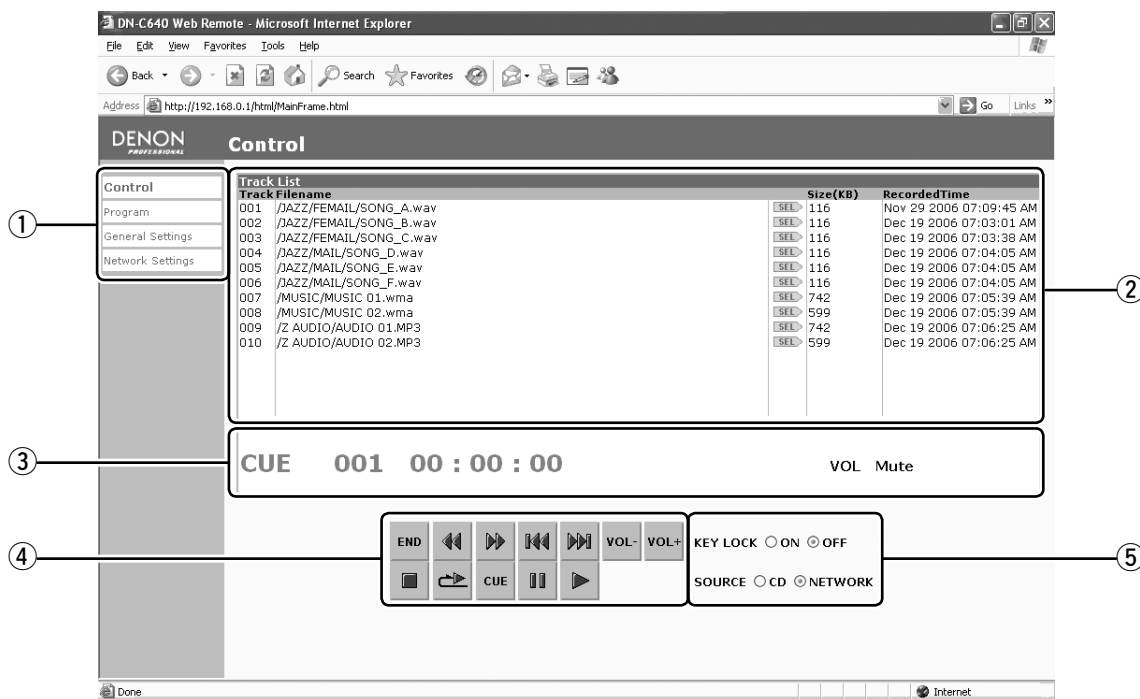 DN-C640 Web Remote - Microsoft Internet Explorer
File Edit View Favorites Tools Help
Back Search Favorites
Address http://192.168.0.1/html/MainFrame.html Go Links »
DENON
PROFESSIONAL
Control
1
Control
Program
General Settings
Network Settings
Track List
Track Filename Size(KB) RecordedTime
001 /JAZZ/FEMAIL/SONG_A.wav SEL 116 Nov 29 2006 07:09:45 AM
002 /JAZZ/FEMAIL/SONG_B.wav SEL 116 Dec 19 2006 07:03:01 AM
003 /JAZZ/FEMAIL/SONG_C.wav SEL 116 Dec 19 2006 07:03:38 AM
004 /JAZZ/MAIL/SONG_D.wav SEL 116 Dec 19 2006 07:04:05 AM
005 /JAZZ/MAIL/SONG_E.wav SEL 116 Dec 19 2006 07:04:05 AM
006 /JAZZ/MAIL/SONG_F.wav SEL 116 Dec 19 2006 07:04:05 AM
007 /MUSIC/MUSIC 01.wma SEL 742 Dec 19 2006 07:05:39 AM
008 /MUSIC/MUSIC 02.wma SEL 599 Dec 19 2006 07:05:39 AM
009 /Z AUDIO/AUDIO 01.MP3 SEL 742 Dec 19 2006 07:06:25 AM
010 /Z AUDIO/AUDIO 02.MP3 SEL 599 Dec 19 2006 07:06:25 AM
2
3
CUE 001 00 : 00 : 00 VOL Mute
4
END VOL- VOL+
CUE
KEY LOCK ON OFF
SOURCE CD NETWORK
5
Done Internet